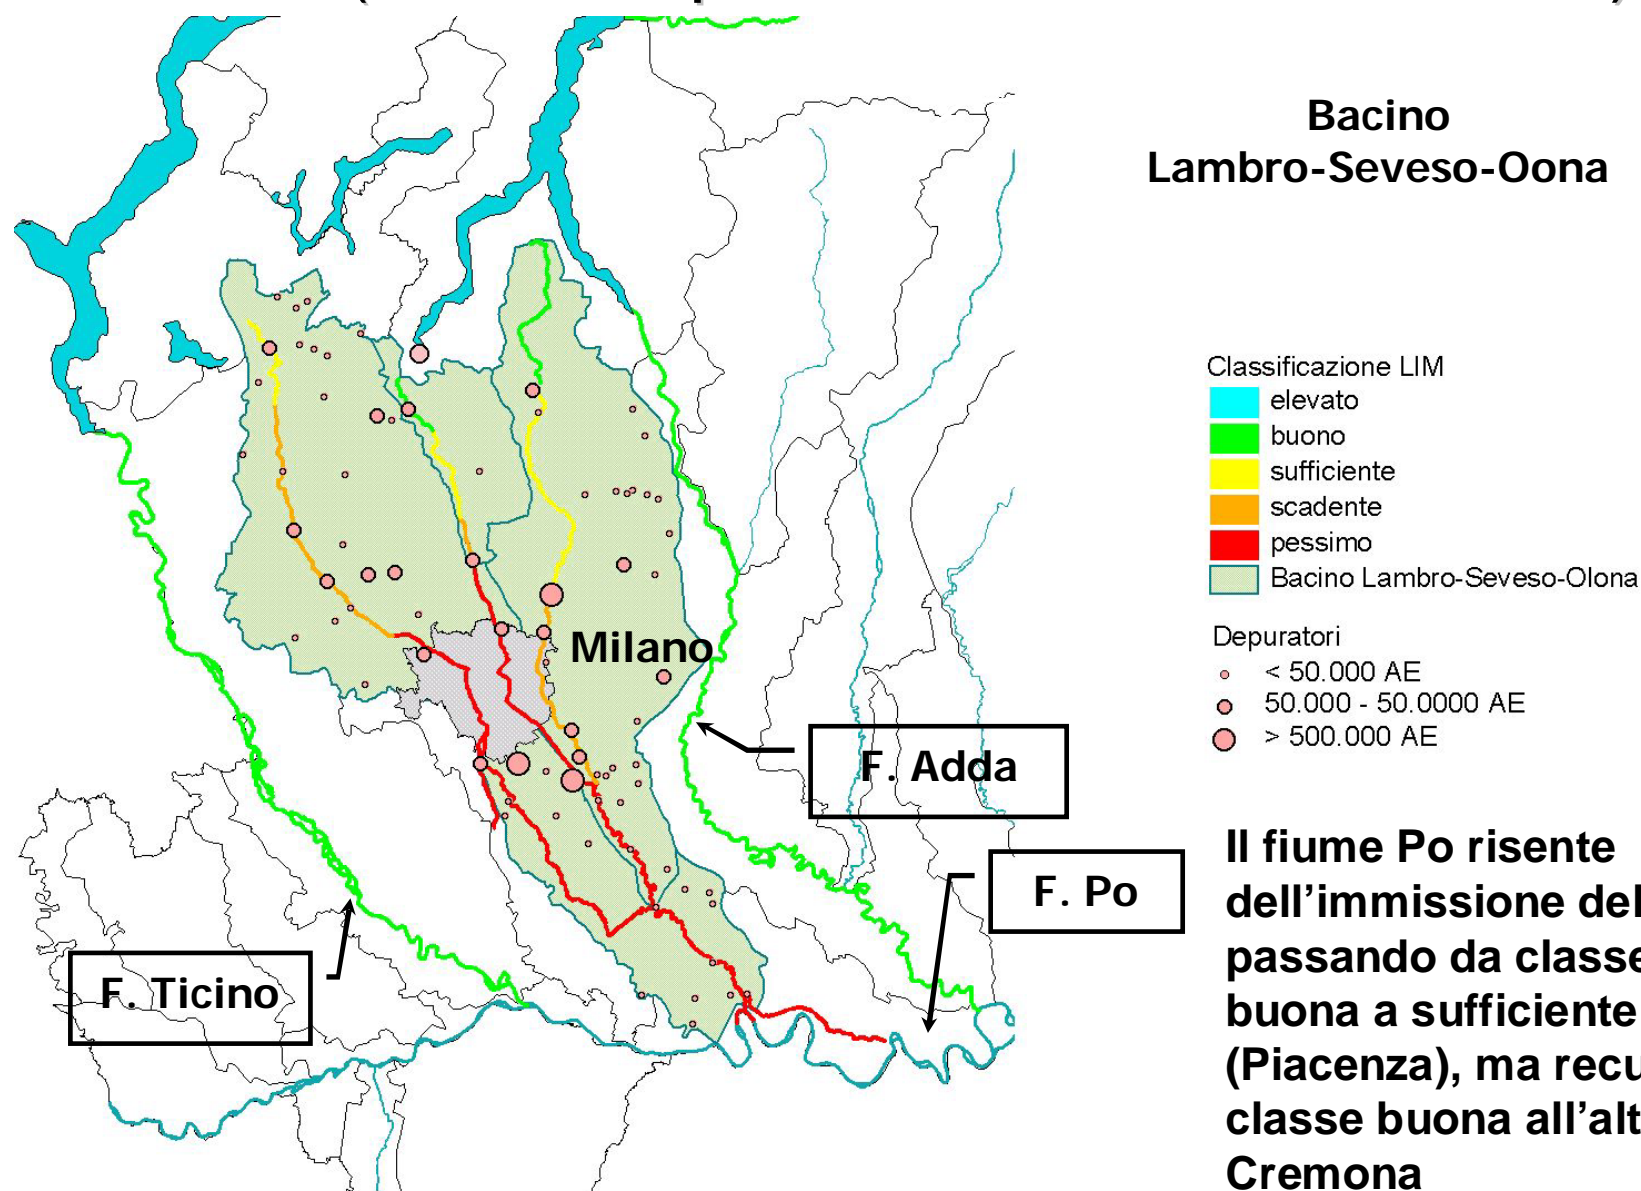 Bacino
Lambro-Seveso-Oona
Classificazione LIM
elevato
buono
sufficiente
scadente
pessimo
Bacino Lambro-Seveso-Olona
Depuratori
< 50.000 AE
50.000 - 50.0000 AE
> 500.000 AE
Milano
F. Adda
F. Po
F. Ticino
Il fiume Po risente
dell’immissione del
passando da classe
buona a sufficiente
(Piacenza), ma recu
classe buona all’alt
Cremona